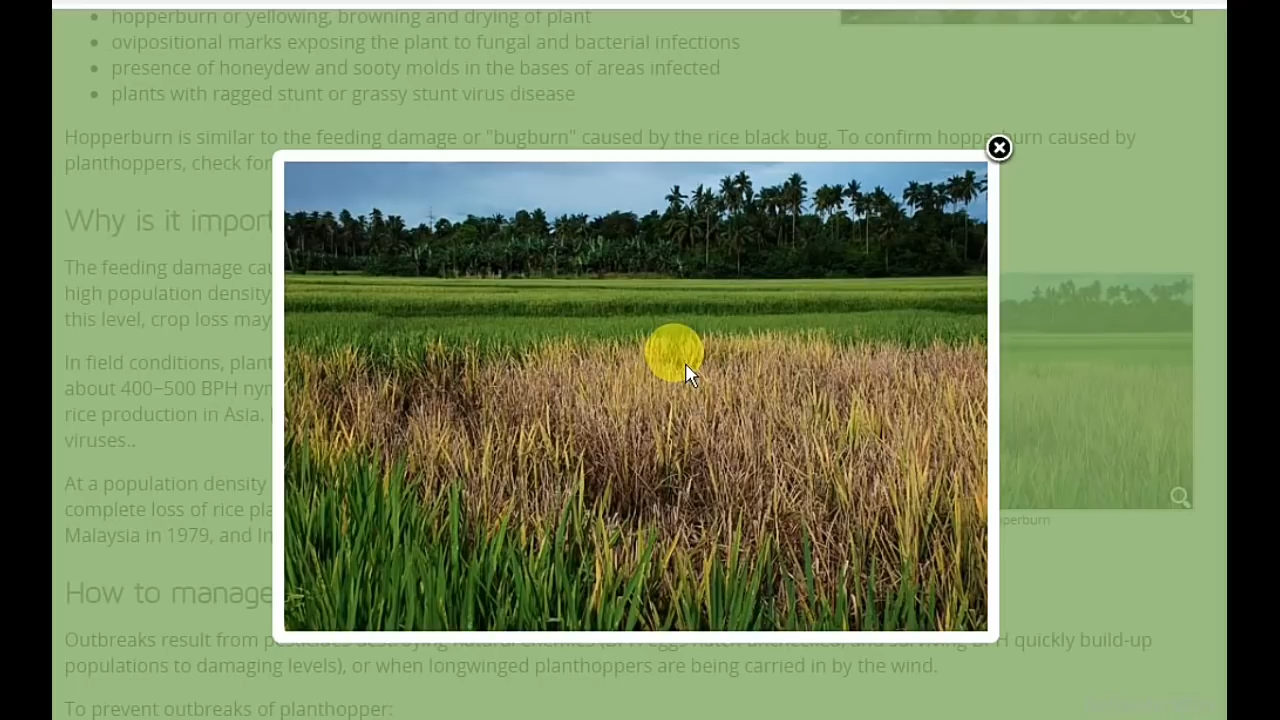 hopperburn or yellowing, browning and drying of plant
ovipositional marks exposing the plant to fungal and bacterial infections
presence of honeydew and sooty molds in the bases of areas infected
plants with ragged stunt or grassy stunt virus disease
Hopperburn is similar to the feeding damage or "bugburn" caused by the rice black bug. To confirm hopperburn caused by
planthoppers, check for
Why is it import
The feeding damage cau
high population density
this level, crop loss may
In field conditions, plant
about 400–500 BPH nym
rice production in Asia.
viruses..
At a population density
complete loss of rice pla
Malaysia in 1979, and In
perburn
How to manage
Outbreaks result from pesticides destroying natural enemies (BPH eggs hatch unchecked, and surviving BPH quickly build-up
populations to damaging levels), or when longwinged planthoppers are being carried in by the wind.
To prevent outbreaks of planthopper: